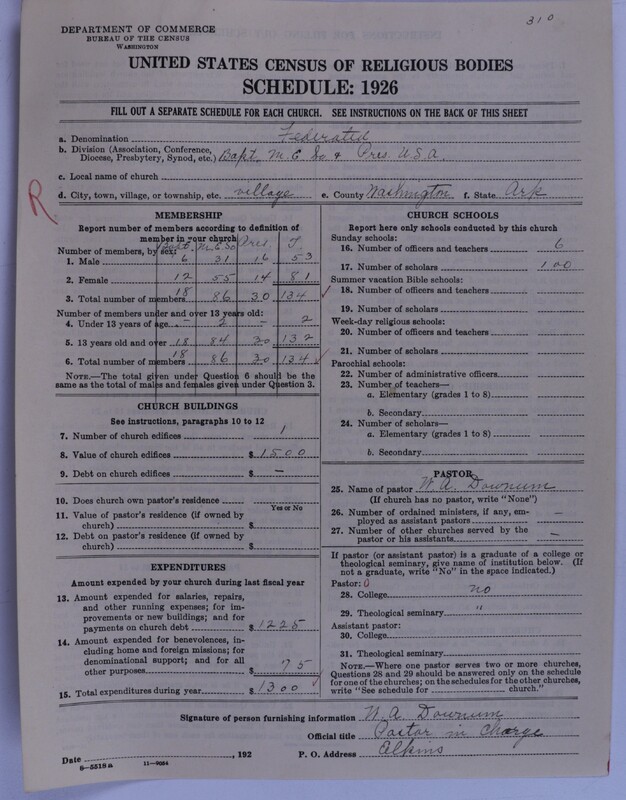 310
DEPARTMENT OF COMMERCE
BUREAU OF THE CENSUS
WASHINGTON
UNITED STATES CENSUS OF RELIGIOUS BODIES
SCHEDULE: 1926
FILL OUT A SEPARATE SCHEDULE FOR EACH CHURCH. SEE INSTRUCTIONS ON THE BACK OF THIS SHEET
a. Denomination Federated
b. Division (Association, Conference, Diocese, Presbytery, Synod, etc.) Bapt, M.E. So & Pres. U.S.A.
c. Local name of church
R
d. City, town, village, or township, etc. village e. County Washington f. State Ark
MEMBERSHIP
Report number of members according to definition of
member in your church
Number of members, by sex: Bapt. M.E. So Pres T.
1. Male 6 31 16 53
2. Female 12 55 14 81
3. Total number of members 18 86 30 134
Number of members under and over 13 years old:
4. Under 13 years of age - 2 - 2
5. 13 years old and over 18 84 30 132
6. Total number of members 18 86 30 134
NOTE.—The total given under Question 6 should be the
same as the total of males and females given under Question 3.
CHURCH BUILDINGS
See instructions, paragraphs 10 to 12
7. Number of church edifices 1
8. Value of church edifices $ 1500
9. Debt on church edifices $ —
10. Does church own pastor's residence
Yes or No
11. Value of pastor's residence (if owned by
church) $
12. Debt on pastor's residence (if owned by
church) $
EXPENDITURES
Amount expended by your church during last fiscal year
13. Amount expended for salaries, repairs,
and other running expenses; for im-
provements or new buildings; and for
payments on church debt $ 1225
14. Amount expended for benevolences, in-
cluding home and foreign missions; for
denominational support; and for all
other purposes $ 75
15. Total expenditures during year $ 1300
CHURCH SCHOOLS
Report here only schools conducted by this church
Sunday schools:
16. Number of officers and teachers 6
17. Number of scholars 100
Summer vacation Bible schools:
18. Number of officers and teachers
19. Number of scholars
Week-day religious schools:
20. Number of officers and teachers
21. Number of scholars
Parochial schools:
22. Number of administrative officers
23. Number of teachers—
a. Elementary (grades 1 to 8)
b. Secondary
24. Number of scholars—
a. Elementary (grades 1 to 8)
b. Secondary
PASTOR
25. Name of pastor W. A. Downum
(If church has no pastor, write "None")
26. Number of ordained ministers, if any, em-
ployed as assistant pastors —
27. Number of other churches served by the
pastor or his assistants —
If pastor (or assistant pastor) is a graduate of a college or
theological seminary, give name of institution below. (If
not a graduate, write "No" in the space indicated.)
Pastor: 0
28. College no
29. Theological seminary "
Assistant pastor:
30. College
31. Theological seminary
NOTE.—Where one pastor serves two or more churches,
Questions 28 and 29 should be answered only on the schedule
for one of the churches; on the schedules for the other churches,
write "See schedule for church."
Signature of person furnishing information W. A. Downum
Official title Pastor in Charge
Date , 192 P. O. Address Elkins
8-5518a 11-9034